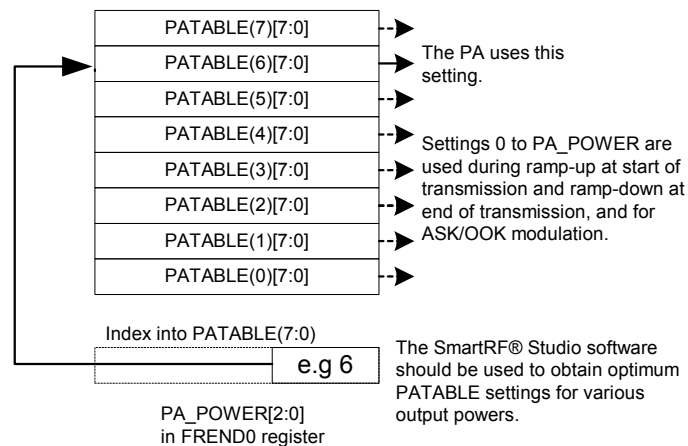 PATABLE(7)[7:0]
PATABLE(6)[7:0]
PATABLE(5)[7:0]
PATABLE(4)[7:0]
PATABLE(3)[7:0]
PATABLE(2)[7:0]
PATABLE(1)[7:0]
PATABLE(0)[7:0]
The PA uses this
setting.
Settings 0 to PA_POWER are
used during ramp-up at start of
transmission and ramp-down at
end of transmission, and for
ASK/OOK modulation.
Index into PATABLE(7:0)
e.g 6
PA_POWER[2:0]
in FREND0 register
The SmartRF® Studio software
should be used to obtain optimum
PATABLE settings for various
output powers.